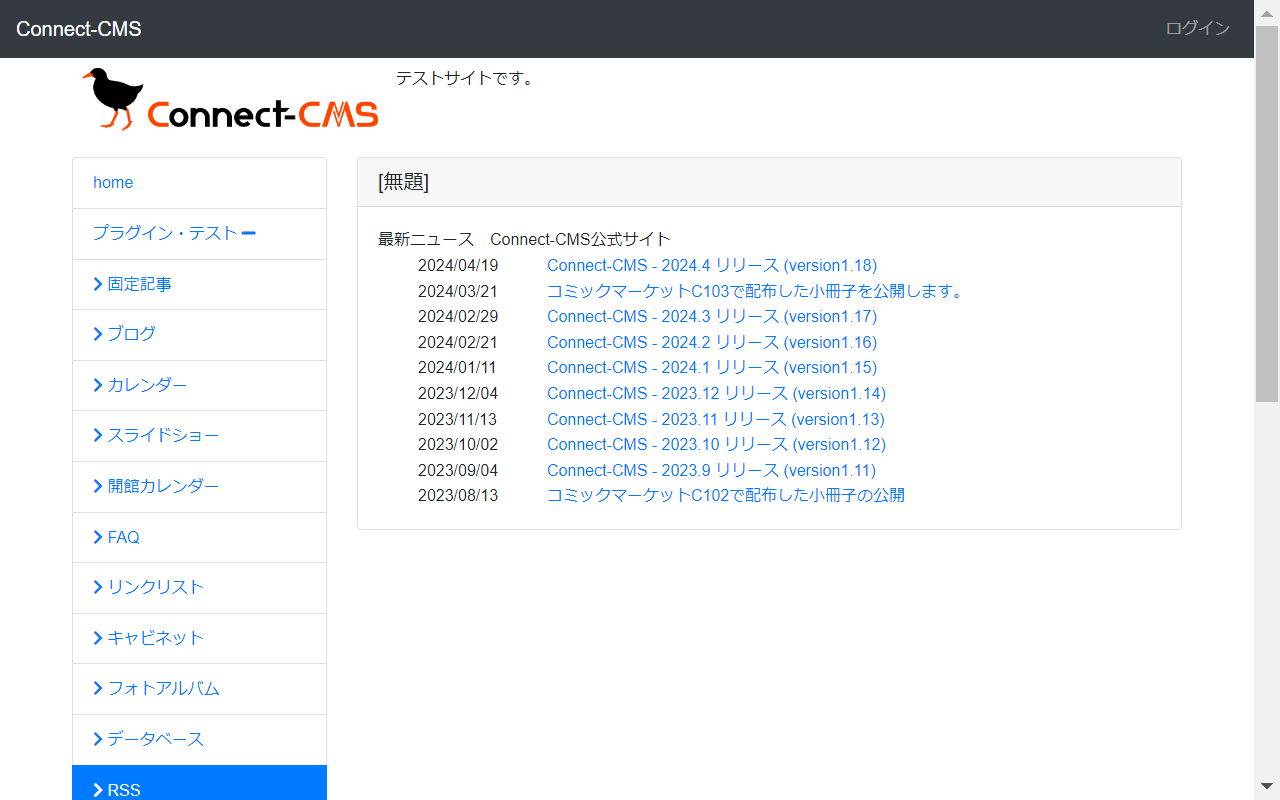 Connect-CMS
ログイン
Connect-CMS
テストサイトです。
home
プラグイン・テスト
固定記事
ブログ
カレンダー
スライドショー
開館カレンダー
FAQ
リンクリスト
キャビネット
フォトアルバム
データベース
RSS
[無題]
最新ニュース　Connect-CMS公式サイト
2024/04/19 Connect-CMS - 2024.4 リリース (version1.18)
2024/03/21 コミックマーケットC103で配布した小冊子を公開します。
2024/02/29 Connect-CMS - 2024.3 リリース (version1.17)
2024/02/21 Connect-CMS - 2024.2 リリース (version1.16)
2024/01/11 Connect-CMS - 2024.1 リリース (version1.15)
2023/12/04 Connect-CMS - 2023.12 リリース (version1.14)
2023/11/13 Connect-CMS - 2023.11 リリース (version1.13)
2023/10/02 Connect-CMS - 2023.10 リリース (version1.12)
2023/09/04 Connect-CMS - 2023.9 リリース (version1.11)
2023/08/13 コミックマーケットC102で配布した小冊子の公開